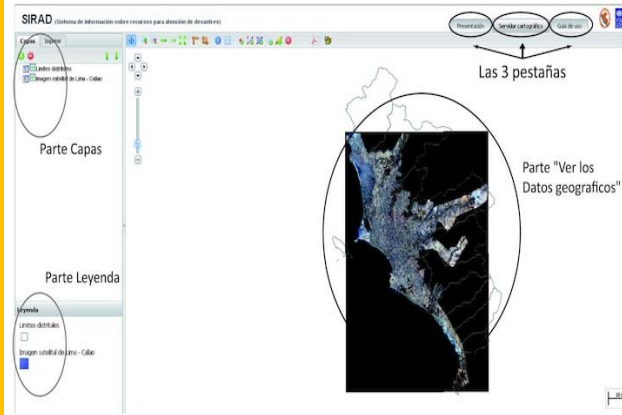 SIRAD (Sistema de información sobre recursos para atención de desastres)
Presentación
Servidor cartográfico
Guía de uso
Capas
Las 3 pestañas
Límites distritales
Imagen satelital de Lima - Callao
Parte Capas
Parte "Ver los
Datos geograficos"
Parte Leyenda
Leyenda
Límites distritales
Imagen satelital de Lima - Callao